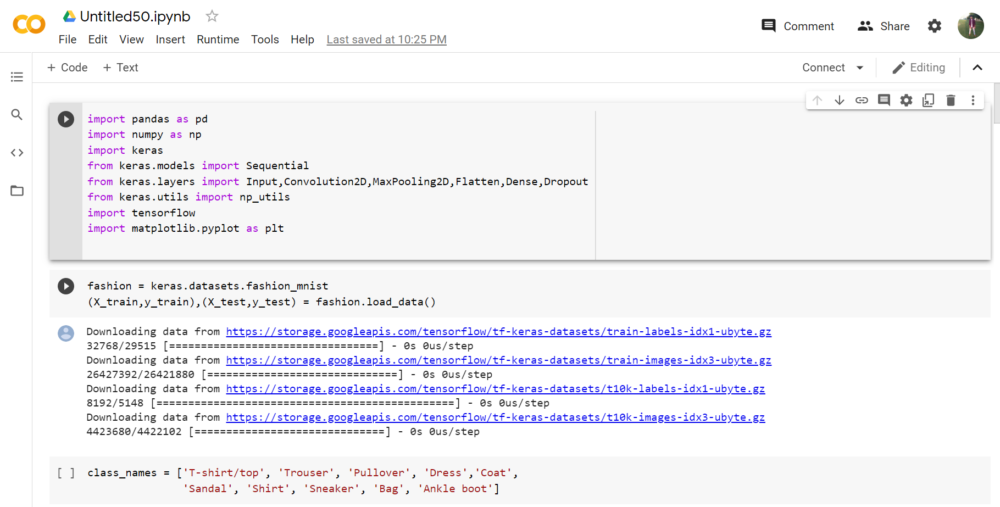 Untitled50.ipynb
File Edit View Insert Runtime Tools Help Last saved at 10:25 PM
Comment Share
+ Code + Text
Connect Editing
import pandas as pd
import numpy as np
import keras
from keras.models import Sequential
from keras.layers import Input,Convolution2D,MaxPooling2D,Flatten,Dense,Dropout
from keras.utils import np_utils
import tensorflow
import matplotlib.pyplot as plt
fashion = keras.datasets.fashion_mnist
(X_train,y_train),(X_test,y_test) = fashion.load_data()
Downloading data from https://storage.googleapis.com/tensorflow/tf-keras-datasets/train-labels-idx1-ubyte.gz
32768/29515 [=================================] - 0s 0us/step
Downloading data from https://storage.googleapis.com/tensorflow/tf-keras-datasets/train-images-idx3-ubyte.gz
26427392/26421880 [==============================] - 0s 0us/step
Downloading data from https://storage.googleapis.com/tensorflow/tf-keras-datasets/t10k-labels-idx1-ubyte.gz
8192/5148 [===============================================] - 0s 0us/step
Downloading data from https://storage.googleapis.com/tensorflow/tf-keras-datasets/t10k-images-idx3-ubyte.gz
4423680/4422102 [==============================] - 0s 0us/step
[ ] class_names = ['T-shirt/top', 'Trouser', 'Pullover', 'Dress','Coat',
'Sandal', 'Shirt', 'Sneaker', 'Bag', 'Ankle boot']